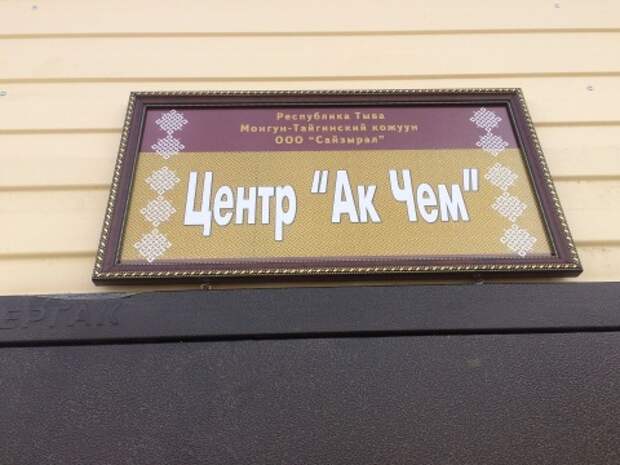 Республика Тыва
Монгун-Тайгинский кожуун
ООО "Сайзырал"
Центр "Ак Чем"